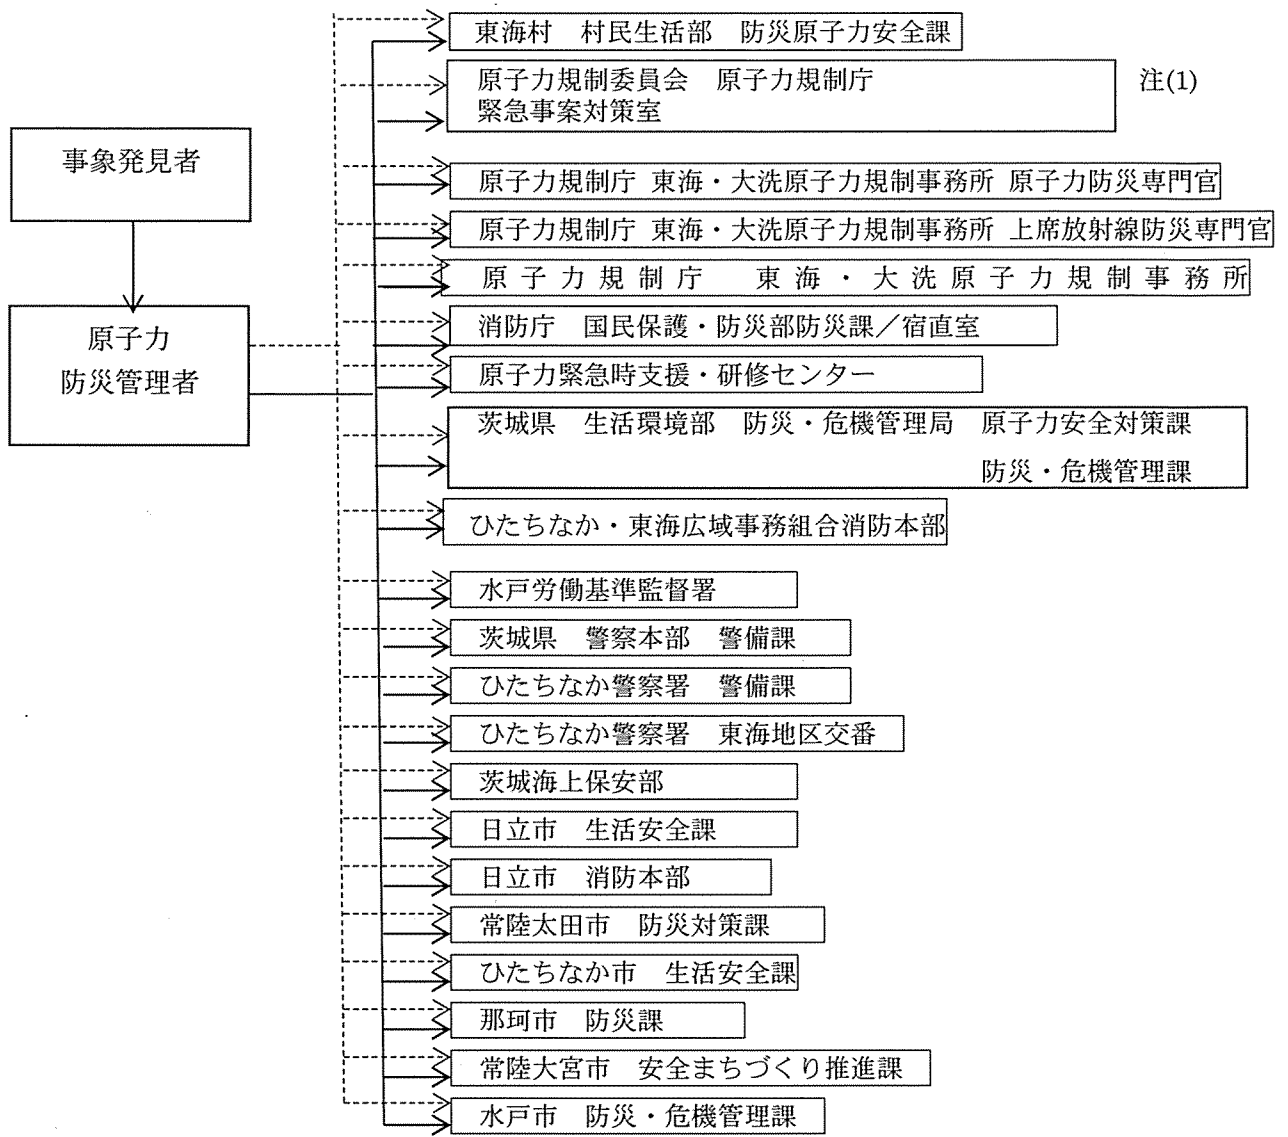 東海村　村民生活部　防災原子力安全課
原子力規制委員会　原子力規制庁
緊急事案対策室
注(1)
事象発見者
原子力規制庁 東海・大洗原子力規制事務所 原子力防災専門官
原子力規制庁 東海・大洗原子力規制事務所 上席放射線防災専門官
原子力規制庁　東海・大洗原子力規制事務所
原子力
防災管理者
消防庁　国民保護・防災部防災課／宿直室
原子力緊急時支援・研修センター
茨城県　生活環境部　防災・危機管理局　原子力安全対策課
防災・危機管理課
ひたちなか・東海広域事務組合消防本部
水戸労働基準監督署
茨城県　警察本部　警備課
ひたちなか警察署　警備課
ひたちなか警察署　東海地区交番
茨城海上保安部
日立市　生活安全課
日立市　消防本部
常陸太田市　防災対策課
ひたちなか市　生活安全課
那珂市　防災課
常陸大宮市　安全まちづくり推進課
水戸市　防災・危機管理課